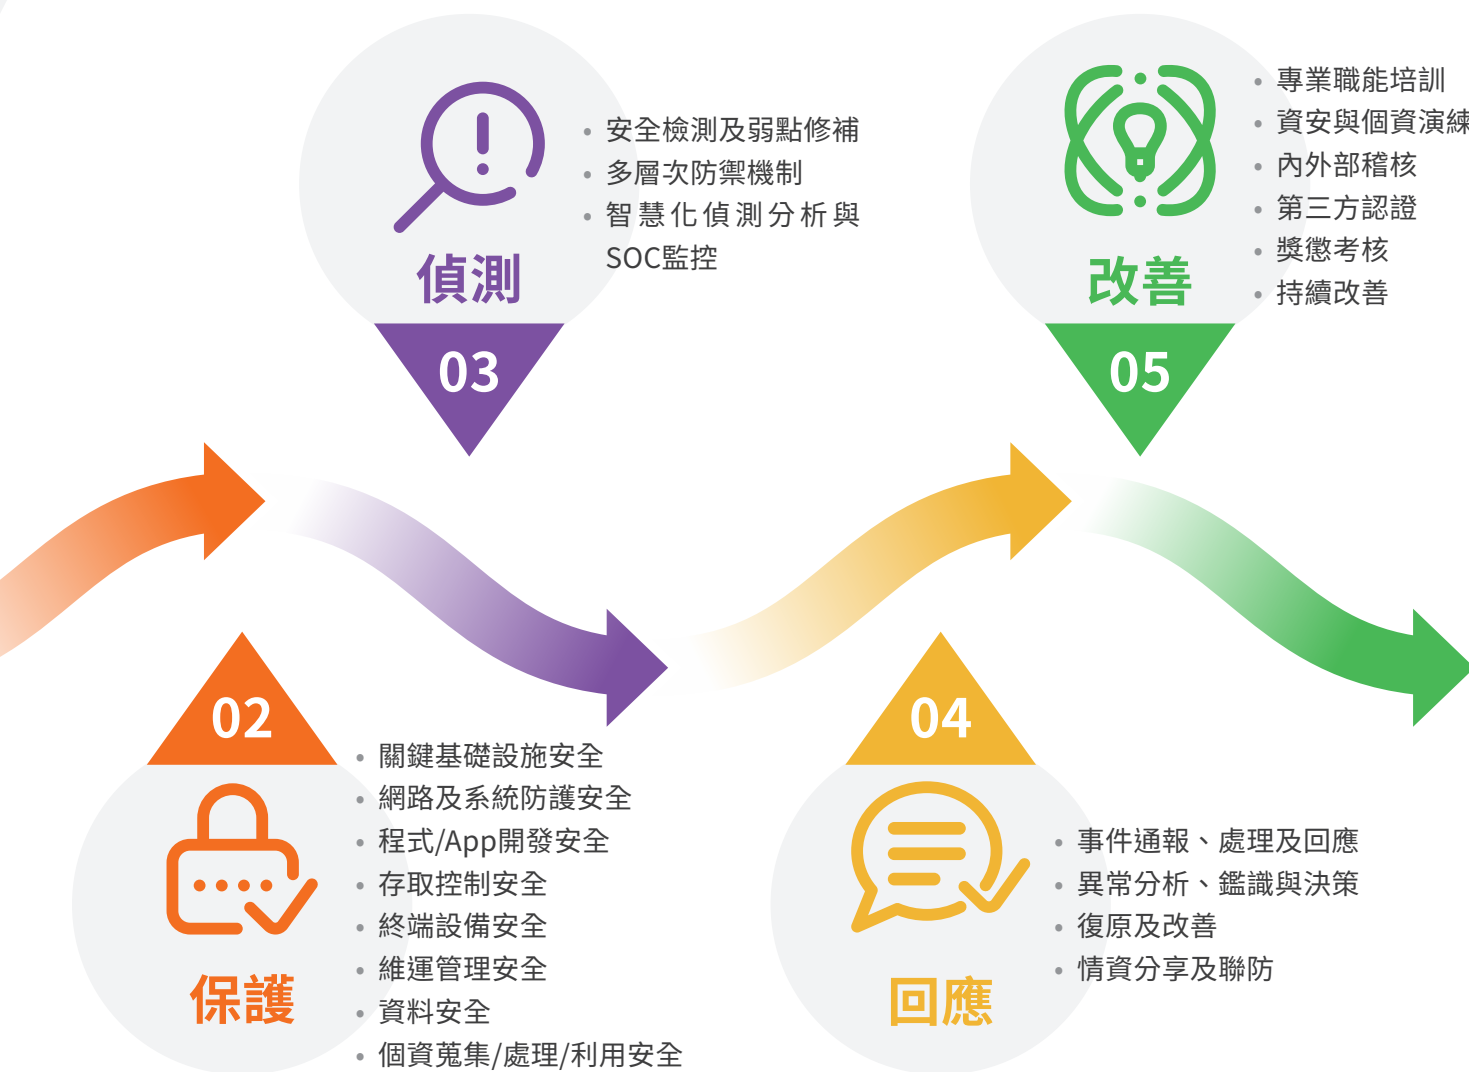 偵測
03
• 安全檢測及弱點修補
• 多層次防禦機制
• 智慧化偵測分析與
SOC監控
改善
05
• 專業職能培訓
• 資安與個資演練
• 內外部稽核
• 第三方認證
• 獎懲考核
• 持續改善
02
保護
• 關鍵基礎設施安全
• 網路及系統防護安全
• 程式/App開發安全
• 存取控制安全
• 終端設備安全
• 維運管理安全
• 資料安全
• 個資蒐集/處理/利用安全
04
回應
• 事件通報、處理及回應
• 異常分析、鑑識與決策
• 復原及改善
• 情資分享及聯防